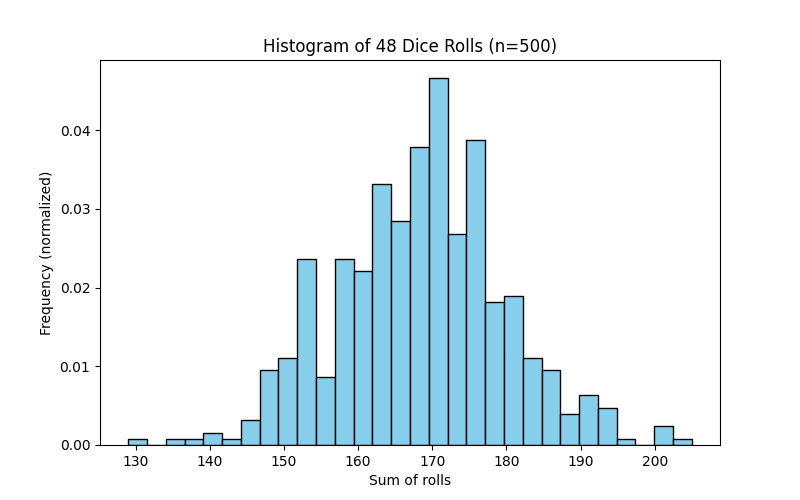 Histogram of 48 Dice Rolls (n=500)
Frequency (normalized)
0.04
0.03
0.02
0.01
0.00
130 140 150 160 170 180 190 200
Sum of rolls